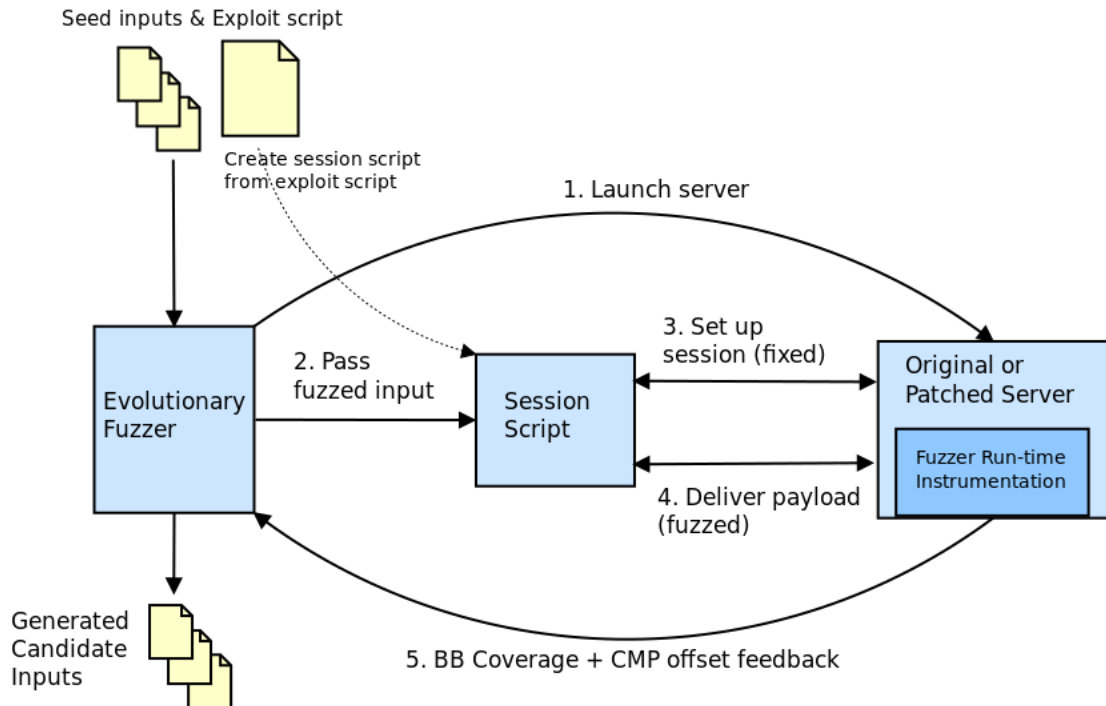 Seed inputs & Exploit script
Create session script
from exploit script
1. Launch server
Evolutionary
Fuzzer
2. Pass
fuzzed input
Session
Script
3. Set up
session (fixed)
Original or
Patched Server
Fuzzer Run-time
Instrumentation
4. Deliver payload
(fuzzed)
5. BB Coverage + CMP offset feedback
Generated
Candidate
Inputs